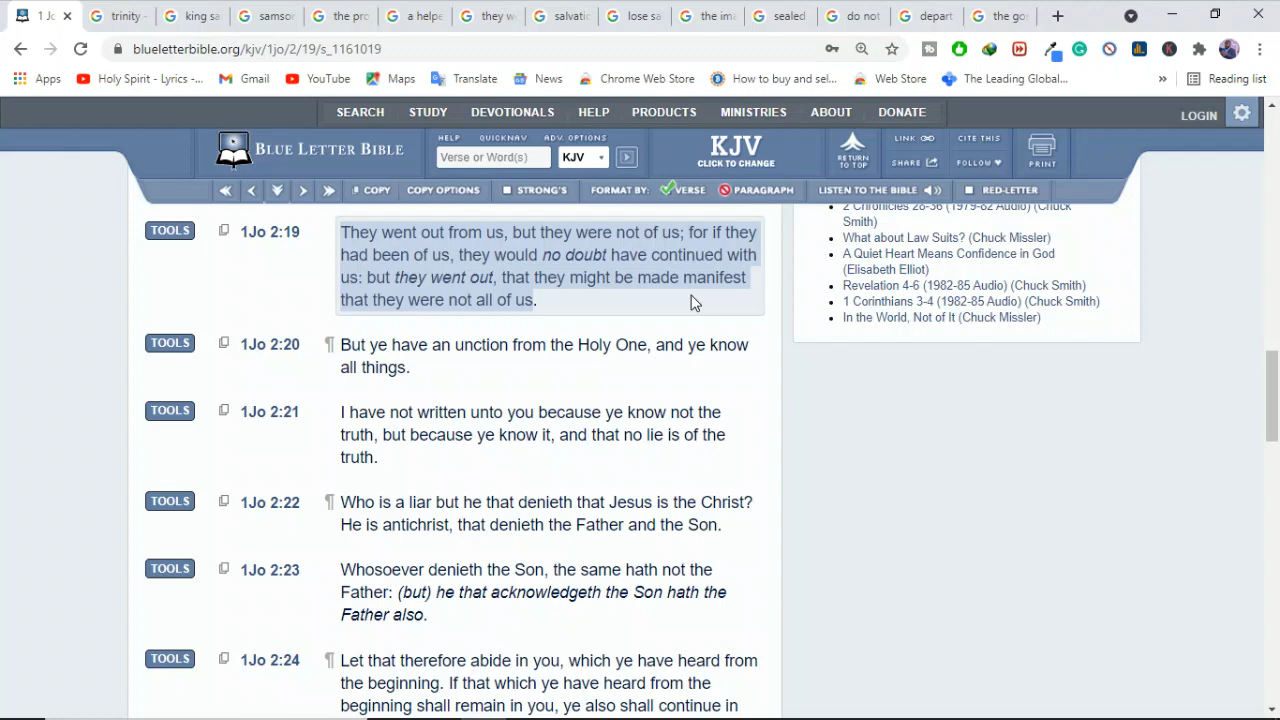 1 Jo
trinity -
king sa
samsor
the pro
a helpe
they we
salvatio
lose sa
the ima
sealed
do not
depart
the gos
blueletterbible.org/kjv/1jo/2/19/s_1161019
Apps
Holy Spirit - Lyrics -...
Gmail
YouTube
Maps
Translate
News
Chrome Web Store
How to buy and sel...
Web Store
The Leading Global...
»
Reading list
SEARCH STUDY DEVOTIONALS HELP PRODUCTS MINISTRIES ABOUT DONATE
LOGIN
BLUE LETTER BIBLE
HELP QUICKNAV ADV. OPTIONS
Verse or Word(s) KJV
KJV
CLICK TO CHANGE
RETURN
TO TOP
LINK
SHARE
CITE THIS
FOLLOW
PRINT
COPY COPY OPTIONS STRONG'S FORMAT BY: VERSE PARAGRAPH LISTEN TO THE BIBLE RED-LETTER
TOOLS 1Jo 2:19 They went out from us, but they were not of us; for if they
had been of us, they would no doubt have continued with
us: but they went out, that they might be made manifest
that they were not all of us.
TOOLS 1Jo 2:20 ¶ But ye have an unction from the Holy One, and ye know
all things.
TOOLS 1Jo 2:21 I have not written unto you because ye know not the
truth, but because ye know it, and that no lie is of the
truth.
TOOLS 1Jo 2:22 ¶ Who is a liar but he that denieth that Jesus is the Christ?
He is antichrist, that denieth the Father and the Son.
TOOLS 1Jo 2:23 Whosoever denieth the Son, the same hath not the
Father: (but) he that acknowledgeth the Son hath the
Father also.
TOOLS 1Jo 2:24 ¶ Let that therefore abide in you, which ye have heard from
the beginning. If that which ye have heard from the
beginning shall remain in you, ye also shall continue in
2 Chronicles 28-36 (1979-82 Audio) (Chuck
Smith)
What about Law Suits? (Chuck Missler)
A Quiet Heart Means Confidence in God
(Elisabeth Elliot)
Revelation 4-6 (1982-85 Audio) (Chuck Smith)
1 Corinthians 3-4 (1982-85 Audio) (Chuck Smith)
In the World, Not of It (Chuck Missler)